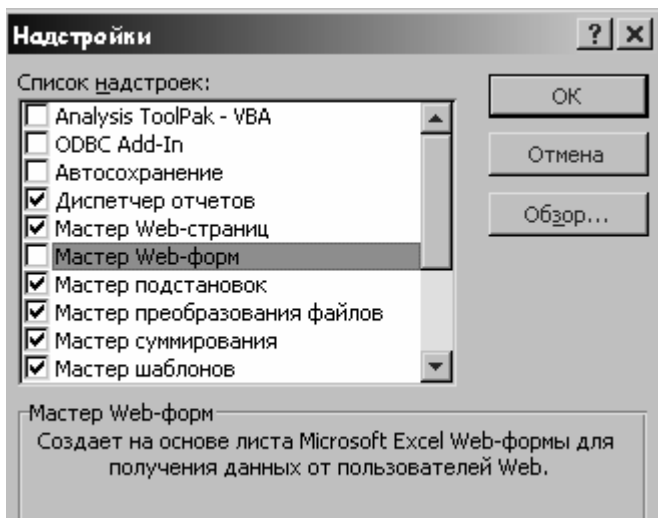 Надстройки
Список надстроек:
Analysis ToolPak - VBA
ODBC Add-In
Автосохранение
Диспетчер отчетов
Мастер Web-страниц
Мастер Web-форм
Мастер подстановок
Мастер преобразования файлов
Мастер суммирования
Мастер шаблонов
ОК
Отмена
Обзор...
Мастер Web-форм
Создает на основе листа Microsoft Excel Web-формы для
получения данных от пользователей Web.